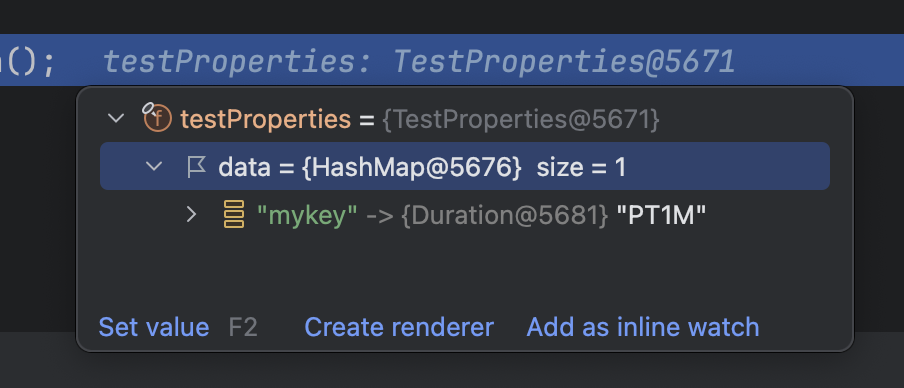 (); testProperties: TestProperties@5671
testProperties = {TestProperties@5671}
data = {HashMap@5676} size = 1
"mykey" -> {Duration@5681} "PT1M"
Set value F2 Create renderer Add as inline watch